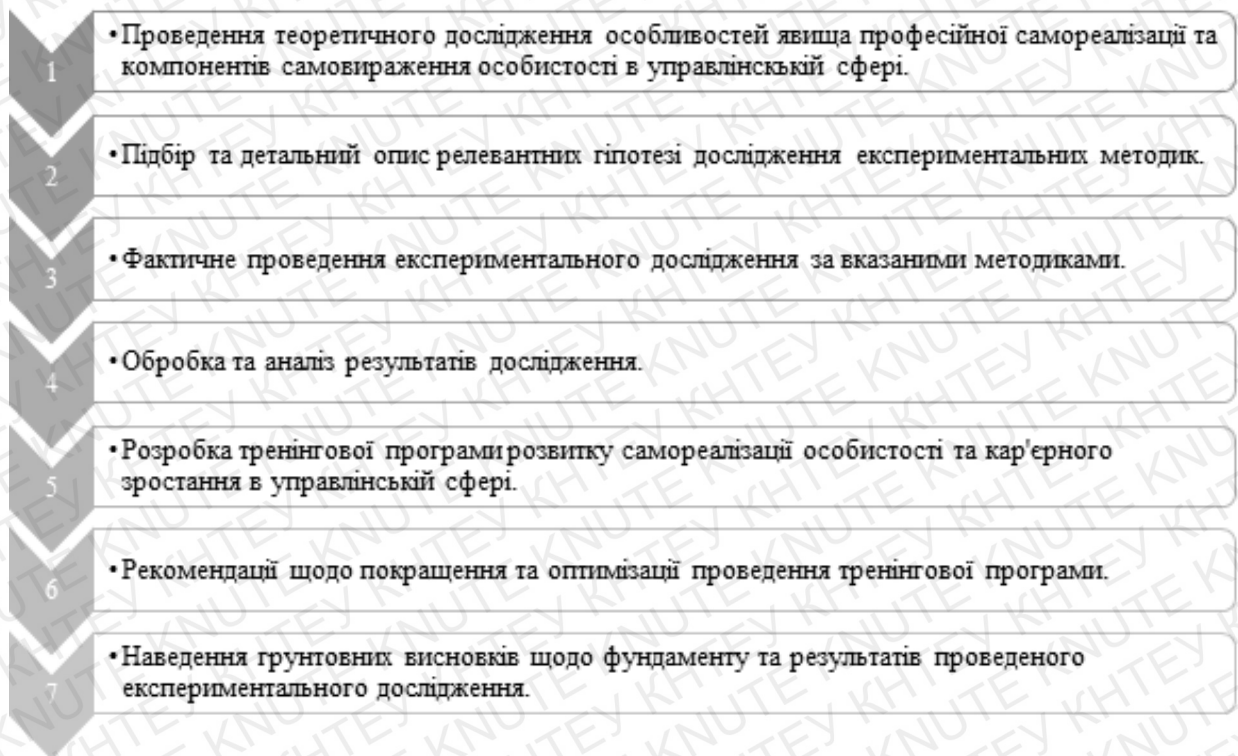 1
•Проведення теоретичного дослідження особливостей явища професійної самореалізації та
компонентів самовираження особистості в управлінскькій сфері.
2
•Підбір та детальний опис релевантних гіпотезі дослідження експериментальних методик.
3
•Фактичне проведення експериментального дослідження за вказаними методиками.
4
•Обробка та аналіз результатів дослідження.
5
•Розробка тренінгової програми розвитку самореалізації особистості та кар'єрного
зростання в управлінській сфері.
6
•Рекомендації щодо покращення та оптимізації проведення тренінгової програми.
7
•Наведення грунтовних висновків щодо фундаменту та результатів проведеного
експериментального дослідження.